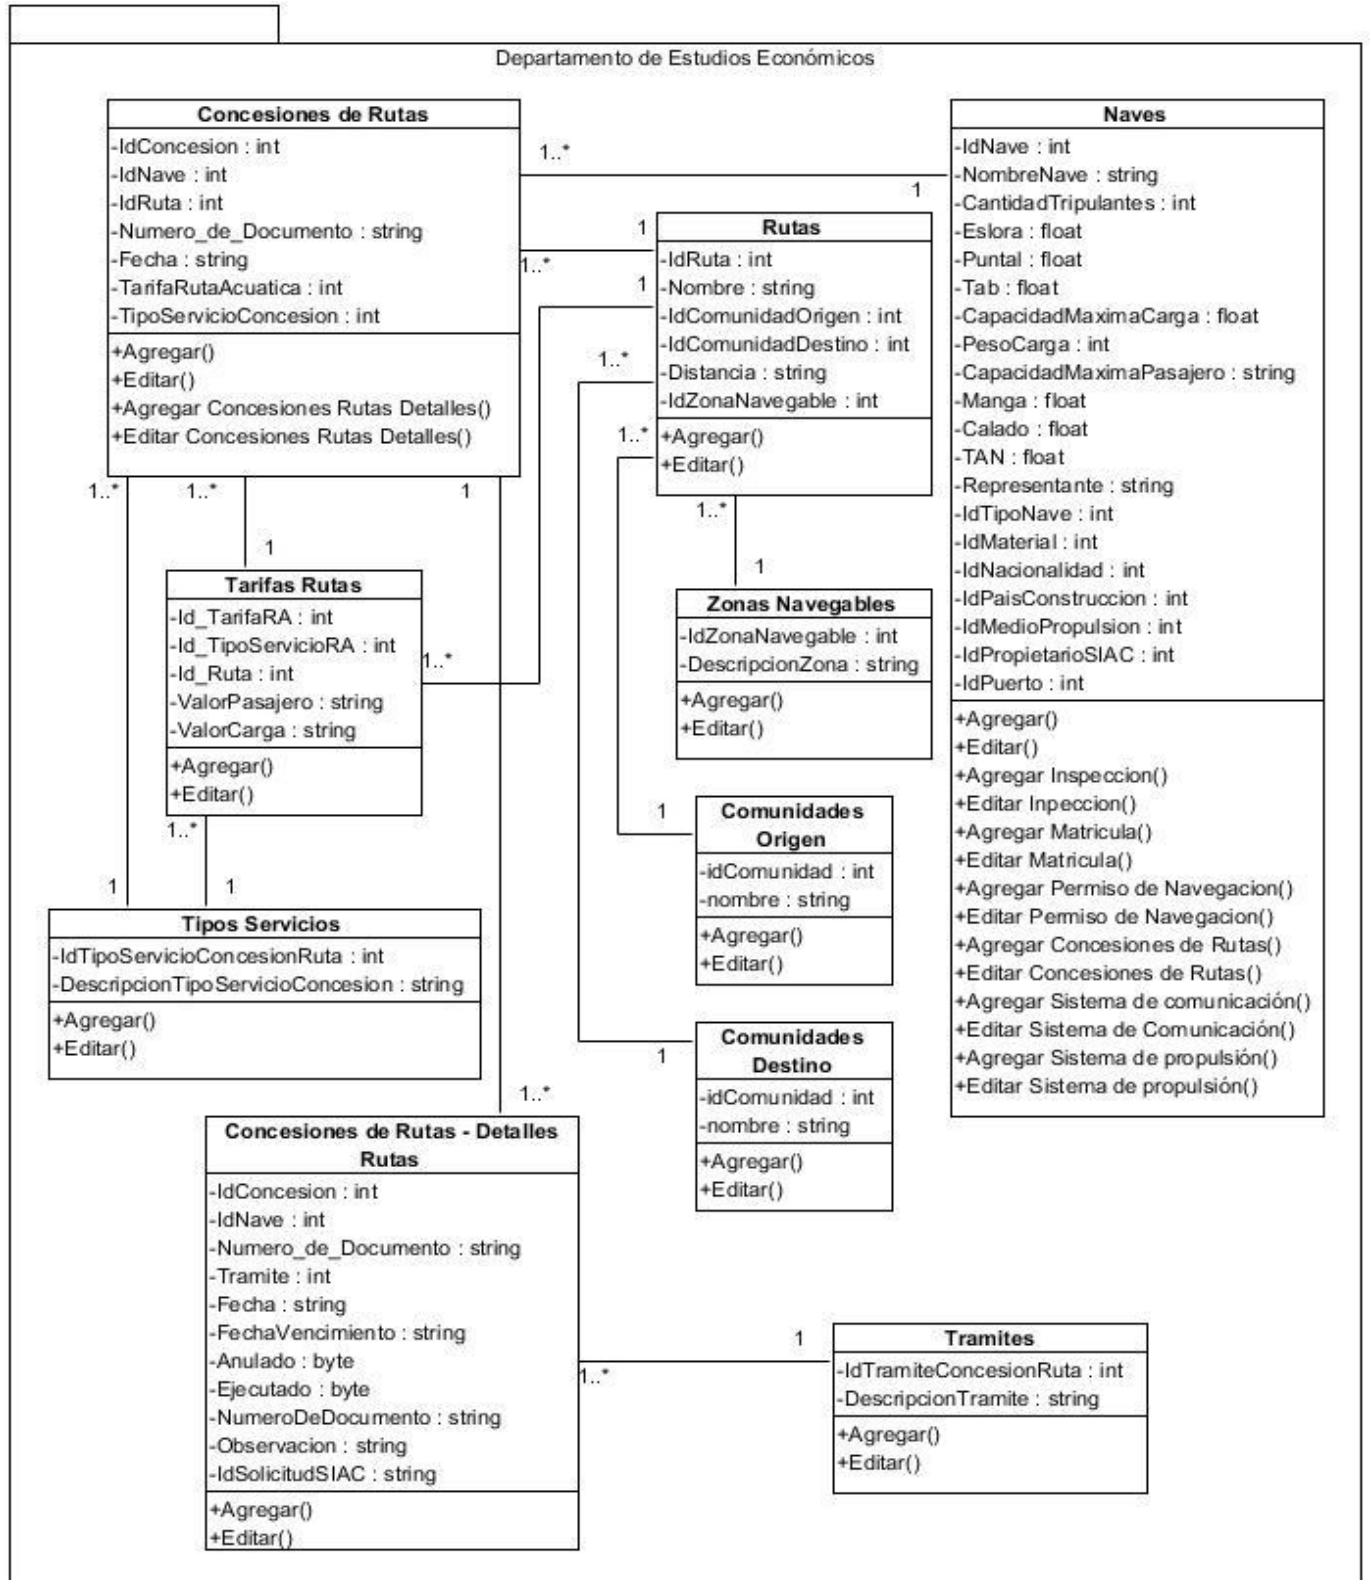 Departamento de Estudios Económicos
Concesiones de Rutas
-IdConcesion : int
-IdNave : int
-IdRuta : int
-Numero_de_Documento : string
-Fecha : string
-TarifaRutaAcuatica : int
-TipoServicioConcesion : int
+Agregar()
+Editar()
+Agregar Concesiones Rutas Detalles()
+Editar Concesiones Rutas Detalles()
1..*
1
1
1..*
1
1..*
1..*
1..*
1..*
1
Rutas
-IdRuta : int
-Nombre : string
-IdComunidadOrigen : int
-IdComunidadDestino : int
-Distancia : string
-IdZonaNavegable : int
+Agregar()
+Editar()
1..*
1
Naves
-IdNave : int
-NombreNave : string
-CantidadTripulantes : int
-Eslora : float
-Puntal : float
-Tab : float
-CapacidadMaximaCarga : float
-PesoCarga : int
-CapacidadMaximaPasajero : string
-Manga : float
-Calado : float
-TAN : float
-Representante : string
-IdTipoNave : int
-IdMaterial : int
-IdNacionalidad : int
-IdPaisConstruccion : int
-IdMedioPropulsion : int
-IdPropietarioSIAC : int
-IdPuerto : int
+Agregar()
+Editar()
+Agregar Inspeccion()
+Editar Inpeccion()
+Agregar Matricula()
+Editar Matricula()
+Agregar Permiso de Navegacion()
+Editar Permiso de Navegacion()
+Agregar Concesiones de Rutas()
+Editar Concesiones de Rutas()
+Agregar Sistema de comunicación()
+Editar Sistema de Comunicación()
+Agregar Sistema de propulsión()
+Editar Sistema de propulsión()
1
Tarifas Rutas
-Id_TarifaRA : int
-Id_TipoServicioRA : int
-Id_Ruta : int
-ValorPasajero : string
-ValorCarga : string
+Agregar()
+Editar()
1..*
1..*
Zonas Navegables
-IdZonaNavegable : int
-DescripcionZona : string
+Agregar()
+Editar()
1
Comunidades
Origen
-idComunidad : int
-nombre : string
+Agregar()
+Editar()
1
1
Tipos Servicios
-IdTipoServicioConcesionRuta : int
-DescripcionTipoServicioConcesion : string
+Agregar()
+Editar()
1
Comunidades
Destino
-idComunidad : int
-nombre : string
+Agregar()
+Editar()
1..*
Concesiones de Rutas - Detalles
Rutas
-IdConcesion : int
-IdNave : int
-Numero_de_Documento : string
-Tramite : int
-Fecha : string
-FechaVencimiento : string
-Anulado : byte
-Ejecutado : byte
-NumeroDeDocumento : string
-Observacion : string
-IdSolicitudSIAC : string
+Agregar()
+Editar()
1..*
1
Tramites
-IdTramiteConcesionRuta : int
-DescripcionTramite : string
+Agregar()
+Editar()